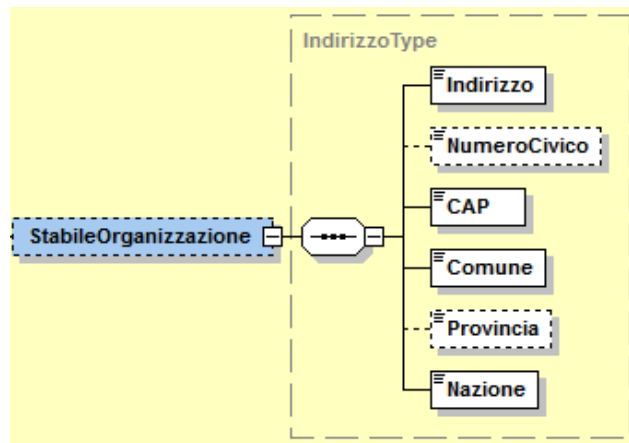 IndirizzoType
Indirizzo
NumeroCivico
CAP
StabileOrganizzazione
Comune
Provincia
Nazione